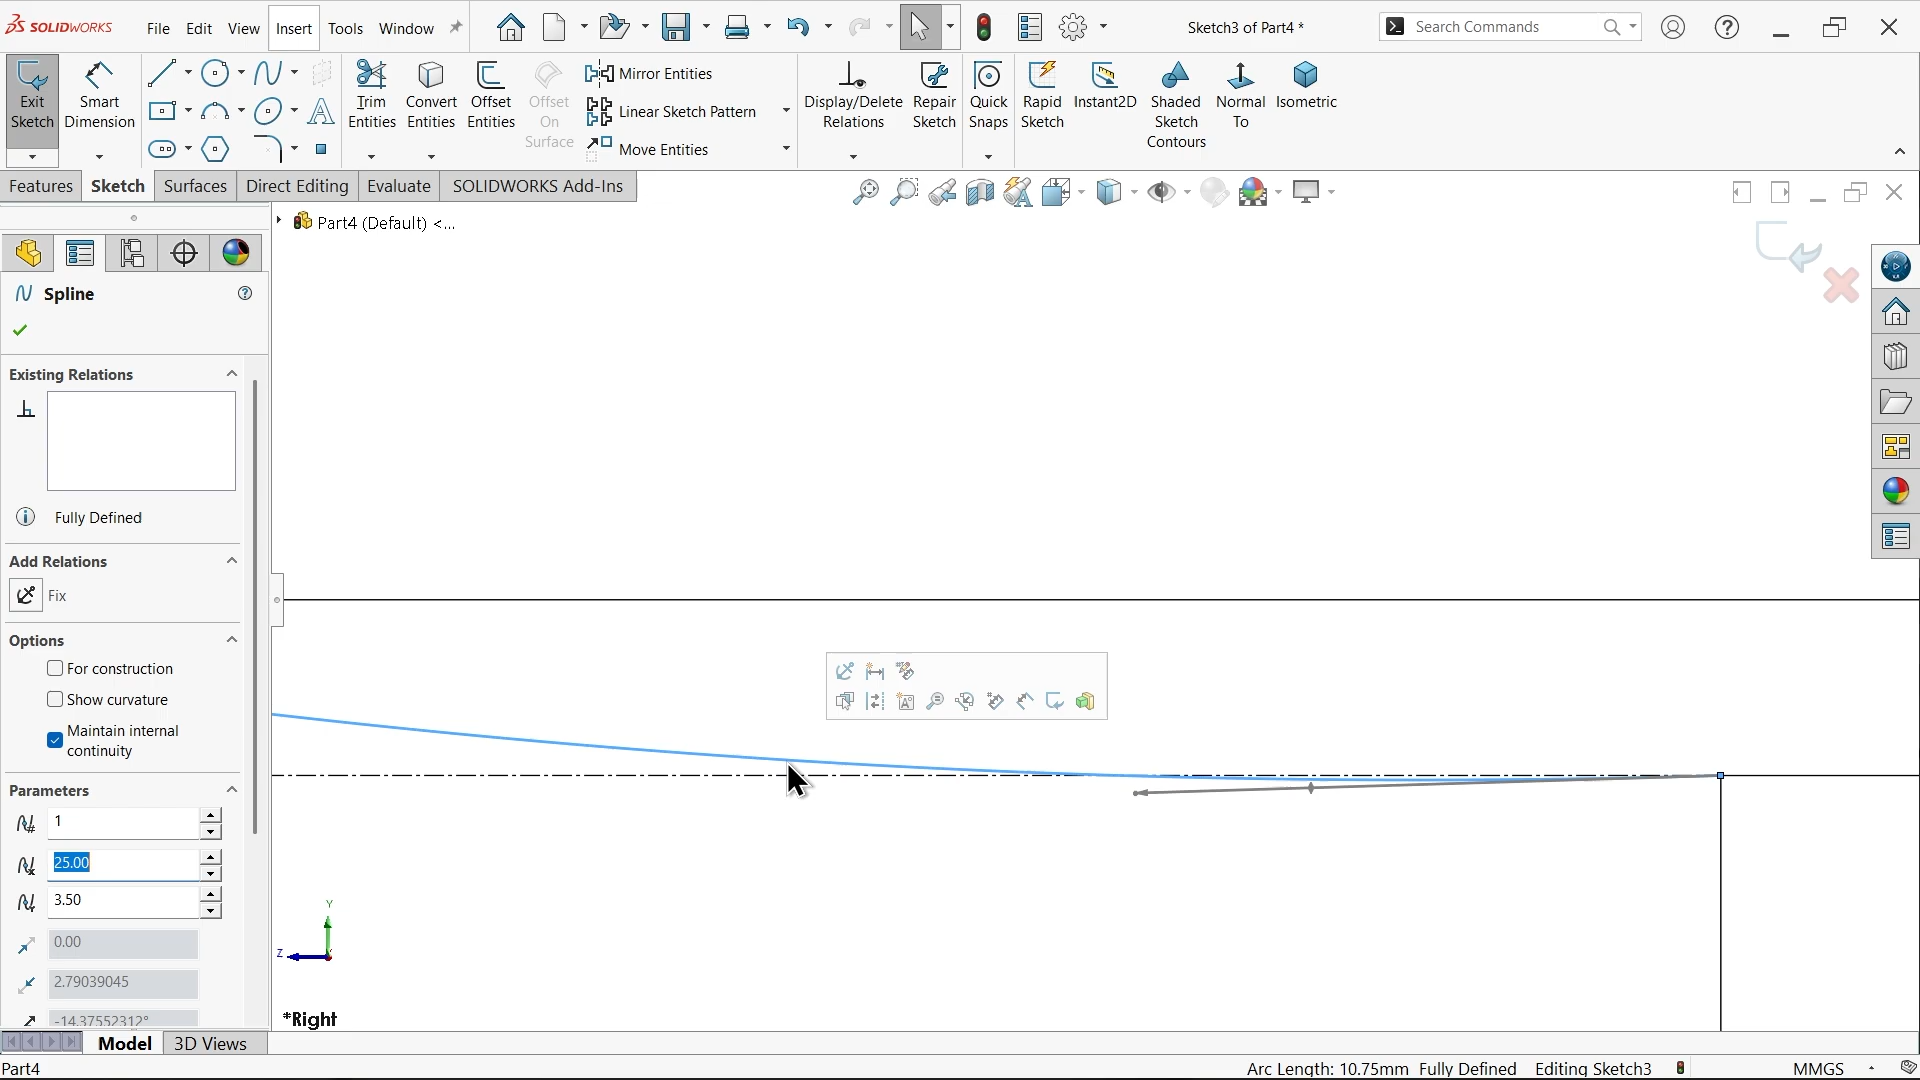 SOLIDWORKS File Edit View Insert Tools Window Sketch3 of Part4 * Search Commands
Exit Sketch
Smart Dimension
Trim Entities
Convert Entities
Offset Entities
Offset On Surface
Mirror Entities
Linear Sketch Pattern
Move Entities
Display/Delete Relations
Repair Sketch
Quick Snaps
Rapid Sketch
Instant2D
Shaded Sketch Contours
Normal To
Isometric
Features Sketch Surfaces Direct Editing Evaluate SOLIDWORKS Add-Ins
Part4 (Default) <...
Spline
Existing Relations
Fully Defined
Add Relations
Fix
Options
For construction
Show curvature
Maintain internal
continuity
Parameters
1
25.00
3.50
0.00
2.79039045
-14.37552312°
Y
Z
*Right
Model 3D Views
Part4 Arc Length: 10.75mm Fully Defined Editing Sketch3 MMGS